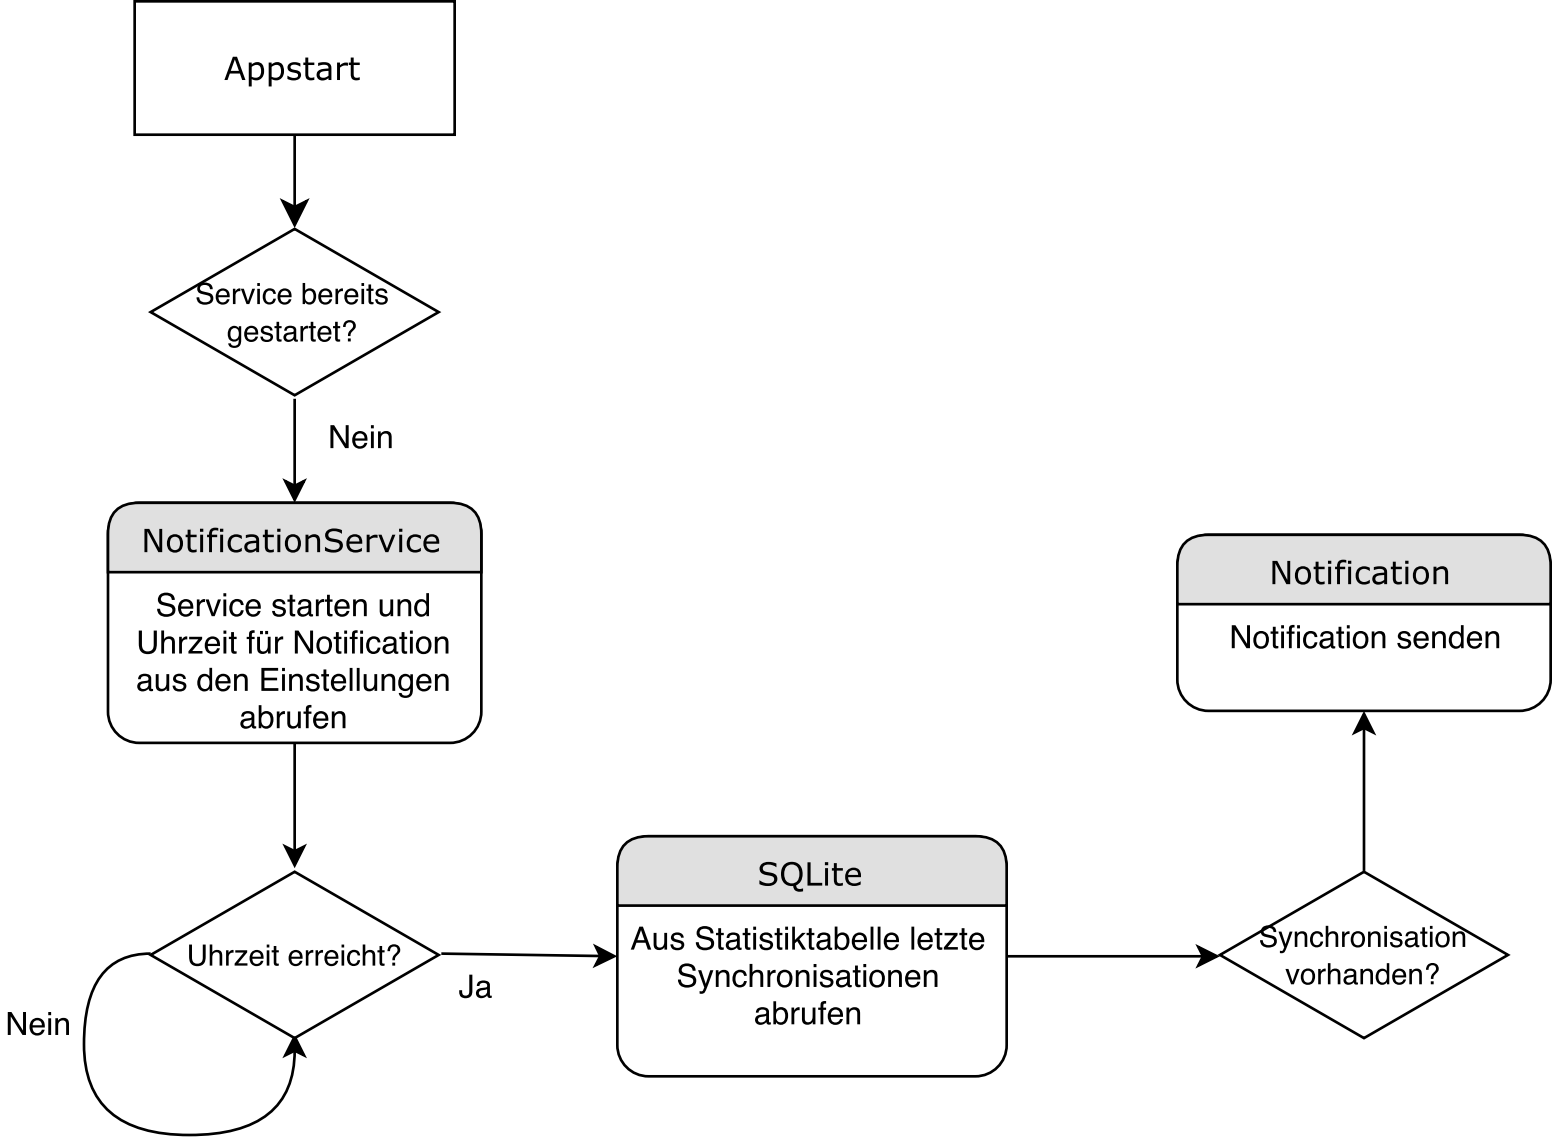 Appstart
Service bereits
gestartet?
Nein
NotificationService
Service starten und
Uhrzeit für Notification
aus den Einstellungen
abrufen
Uhrzeit erreicht?
Nein
Ja
SQLite
Aus Statistiktabelle letzte
Synchronisationen
abrufen
Synchronisation
vorhanden?
Notification
Notification senden